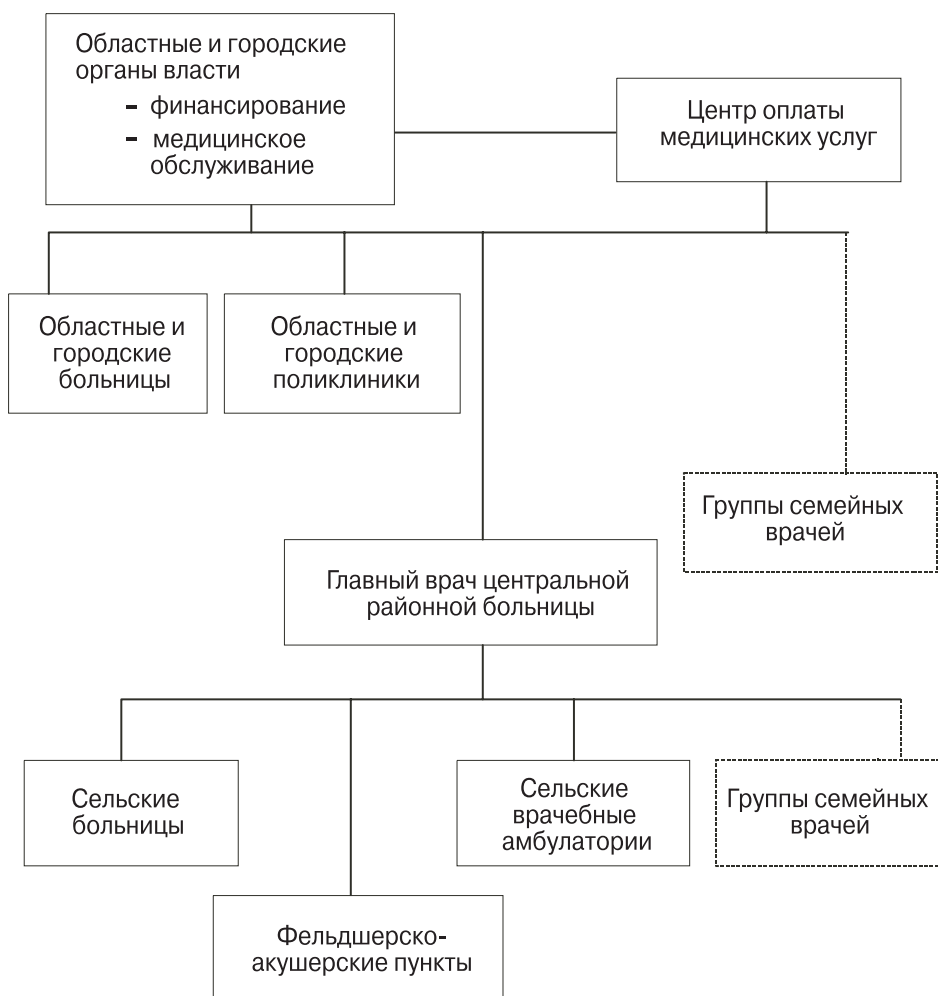 Областные и городские
органы власти
- финансирование
- медицинское
обслуживание
Центр оплаты
медицинских услуг
Областные и
городские
больницы
Областные и
городские
поликлиники
Группы семейных
врачей
Главный врач центральной
районной больницы
Сельские
больницы
Сельские
врачебные
амбулатории
Группы семейных
врачей
Фельдшерско-
акушерские пункты